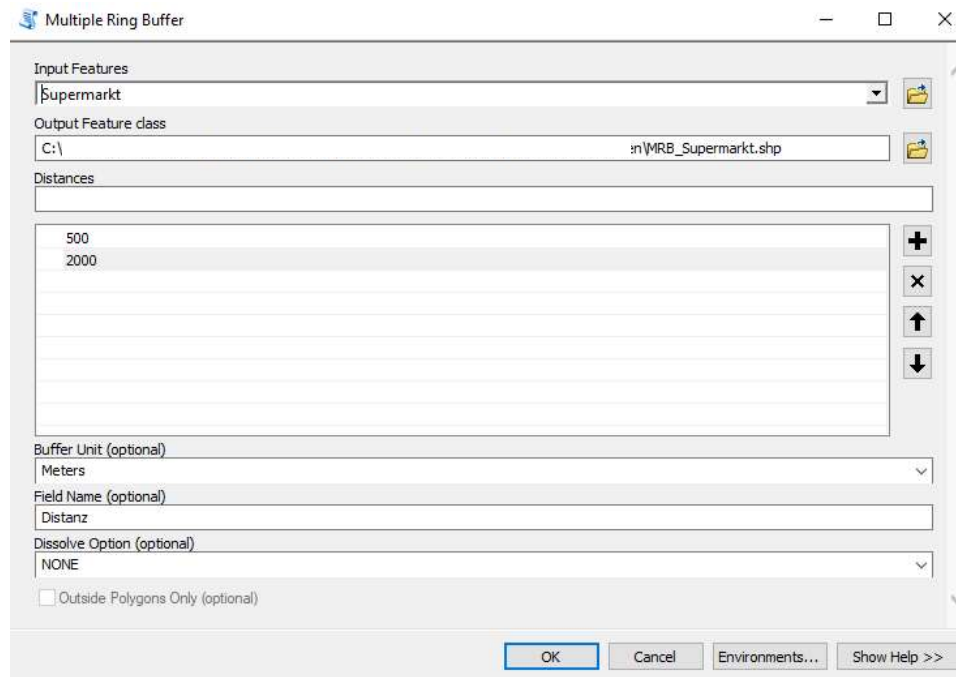 Multiple Ring Buffer
Input Features
Supermarkt
Output Feature class
C:\ en\MRB_Supermarkt.shp
Distances
500
2000
Buffer Unit (optional)
Meters
Field Name (optional)
Distanz
Dissolve Option (optional)
NONE
Outside Polygons Only (optional)
OK Cancel Environments... Show Help >>